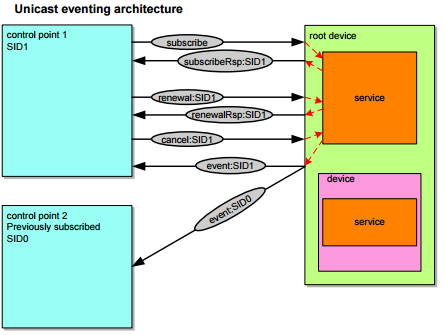 Unicast eventing architecture
control point 1
SID1
subscribe
subscribeRsp:SID1
renewal:SID1
renewalRsp:SID1
cancel:SID1
event:SID1
event:SID0
root device
service
device
service
control point 2
Previously subscribed
SID0